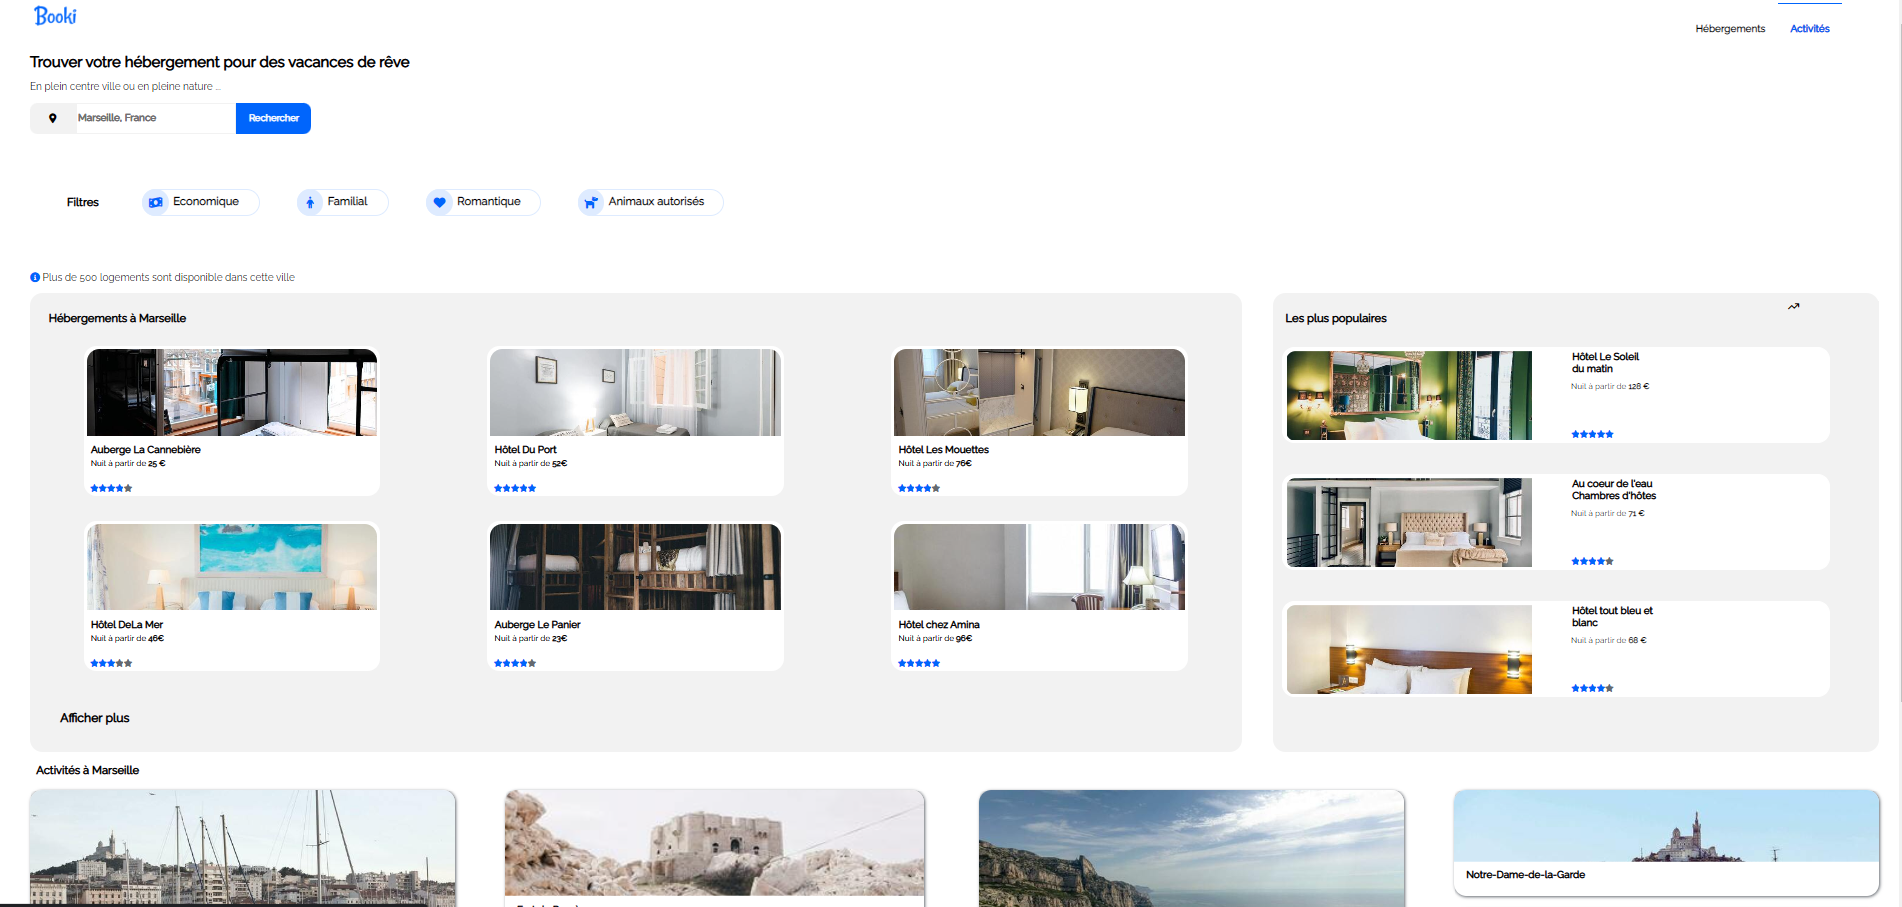 Booki
Hébergements
Activités
Trouver votre hébergement pour des vacances de rêve
En plein centre ville ou en pleine nature ...
Marseille, France
Rechercher
Filtres
Economique
Familial
Romantique
Animaux autorisés
Plus de 500 logements sont disponible dans cette ville
Hébergements à Marseille
Auberge La Cannebière
Nuit à partir de 25 €
Hôtel Du Port
Nuit à partir de 52€
Hôtel Les Mouettes
Nuit à partir de 76€
Hôtel DeLa Mer
Nuit à partir de 46€
Auberge Le Panier
Nuit à partir de 23€
Hôtel chez Amina
Nuit à partir de 96€
Afficher plus
Les plus populaires
Hôtel Le Soleil
du matin
Nuit à partir de 128 €
Au coeur de l'eau
Chambres d'hôtes
Nuit à partir de 71 €
Hôtel tout bleu et
blanc
Nuit à partir de 68 €
Activités à Marseille
Notre-Dame-de-la-Garde